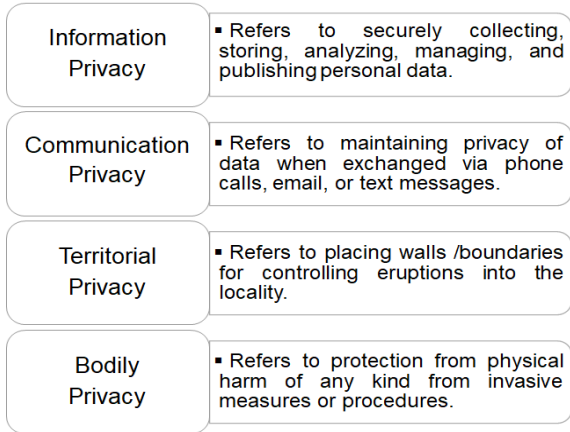 Information
Privacy
▪ Refers to securely collecting,
storing, analyzing, managing, and
publishing personal data.
Communication
Privacy
▪ Refers to maintaining privacy of
data when exchanged via phone
calls, email, or text messages.
Territorial
Privacy
▪ Refers to placing walls /boundaries
for controlling eruptions into the
locality.
Bodily
Privacy
▪ Refers to protection from physical
harm of any kind from invasive
measures or procedures.